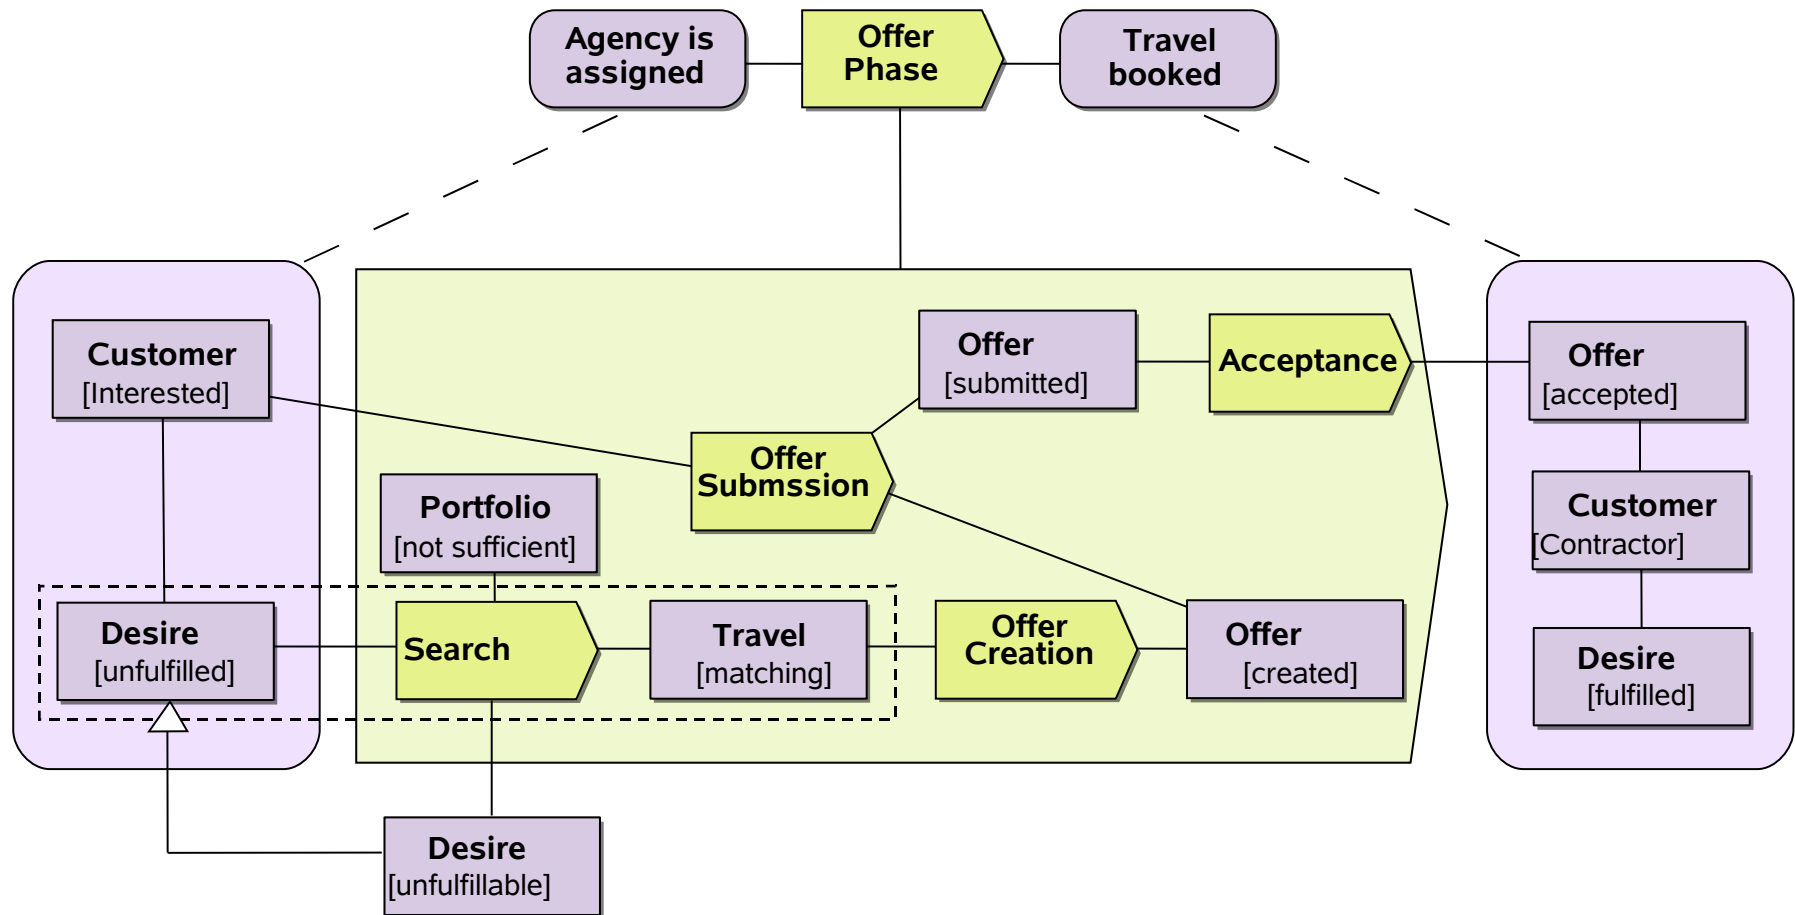 Agency is
assigned
Offer
Phase
Travel
booked
Customer
[Interested]
Offer
[submitted]
Acceptance
Offer
[accepted]
Offer
Submssion
Portfolio
[not sufficient]
Customer
[Contractor]
Desire
[unfulfilled]
Search
Travel
[matching]
Offer
Creation
Offer
[created]
Desire
[fulfilled]
Desire
[unfulfillable]